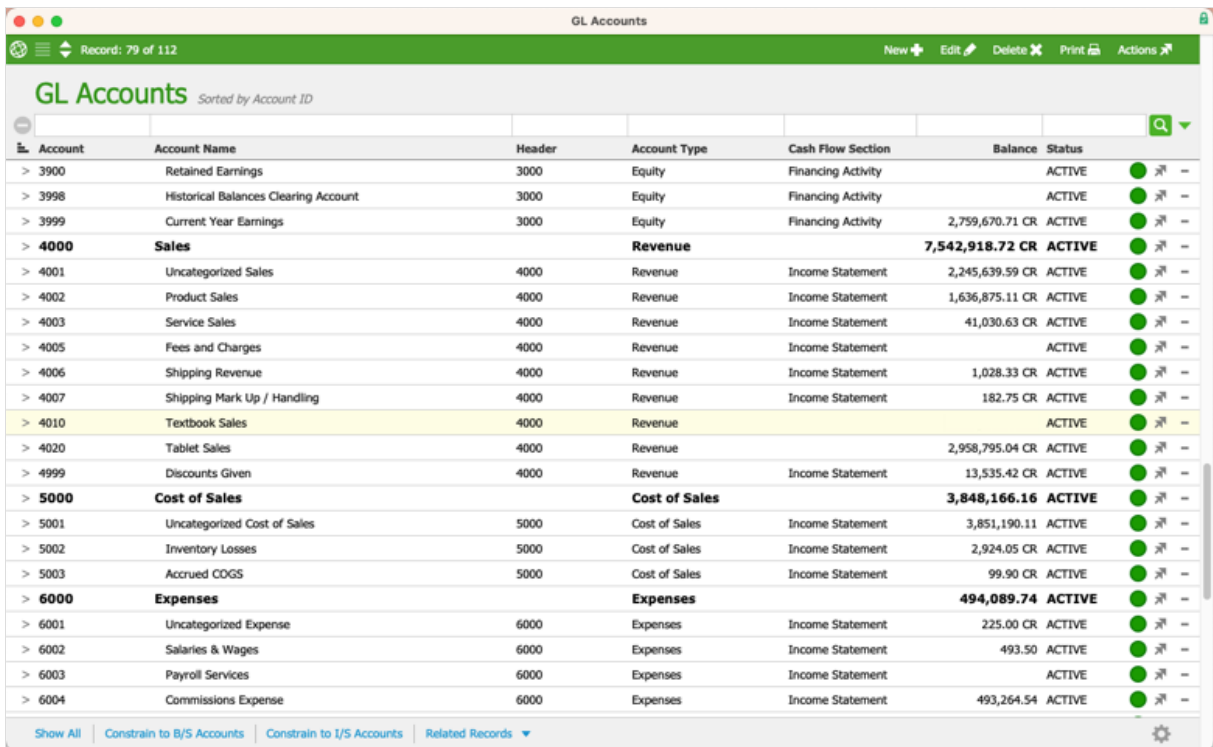 GL Accounts
Record: 79 of 112 New Edit Delete Print Actions
GL Accounts Sorted by Account ID
Account Account Name Header Account Type Cash Flow Section Balance Status
> 3900 Retained Earnings 3000 Equity Financing Activity ACTIVE
> 3998 Historical Balances Clearing Account 3000 Equity Financing Activity ACTIVE
> 3999 Current Year Earnings 3000 Equity Financing Activity 2,759,670.71 CR ACTIVE
> 4000 Sales Revenue 7,542,918.72 CR ACTIVE
> 4001 Uncategorized Sales 4000 Revenue Income Statement 2,245,639.59 CR ACTIVE
> 4002 Product Sales 4000 Revenue Income Statement 1,636,875.11 CR ACTIVE
> 4003 Service Sales 4000 Revenue Income Statement 41,030.63 CR ACTIVE
> 4005 Fees and Charges 4000 Revenue Income Statement ACTIVE
> 4006 Shipping Revenue 4000 Revenue Income Statement 1,028.33 CR ACTIVE
> 4007 Shipping Mark Up / Handling 4000 Revenue Income Statement 182.75 CR ACTIVE
> 4010 Textbook Sales 4000 Revenue ACTIVE
> 4020 Tablet Sales 4000 Revenue 2,958,795.04 CR ACTIVE
> 4999 Discounts Given 4000 Revenue Income Statement 13,535.42 CR ACTIVE
> 5000 Cost of Sales Cost of Sales 3,848,166.16 ACTIVE
> 5001 Uncategorized Cost of Sales 5000 Cost of Sales Income Statement 3,851,190.11 ACTIVE
> 5002 Inventory Losses 5000 Cost of Sales Income Statement 2,924.05 CR ACTIVE
> 5003 Accrued COGS 5000 Cost of Sales Income Statement 99.90 CR ACTIVE
> 6000 Expenses Expenses 494,089.74 ACTIVE
> 6001 Uncategorized Expense 6000 Expenses Income Statement 225.00 CR ACTIVE
> 6002 Salaries & Wages 6000 Expenses Income Statement 493.50 ACTIVE
> 6003 Payroll Services 6000 Expenses Income Statement ACTIVE
> 6004 Commissions Expense 6000 Expenses Income Statement 493,264.54 ACTIVE
Show All Constrain to B/S Accounts Constrain to I/S Accounts Related Records